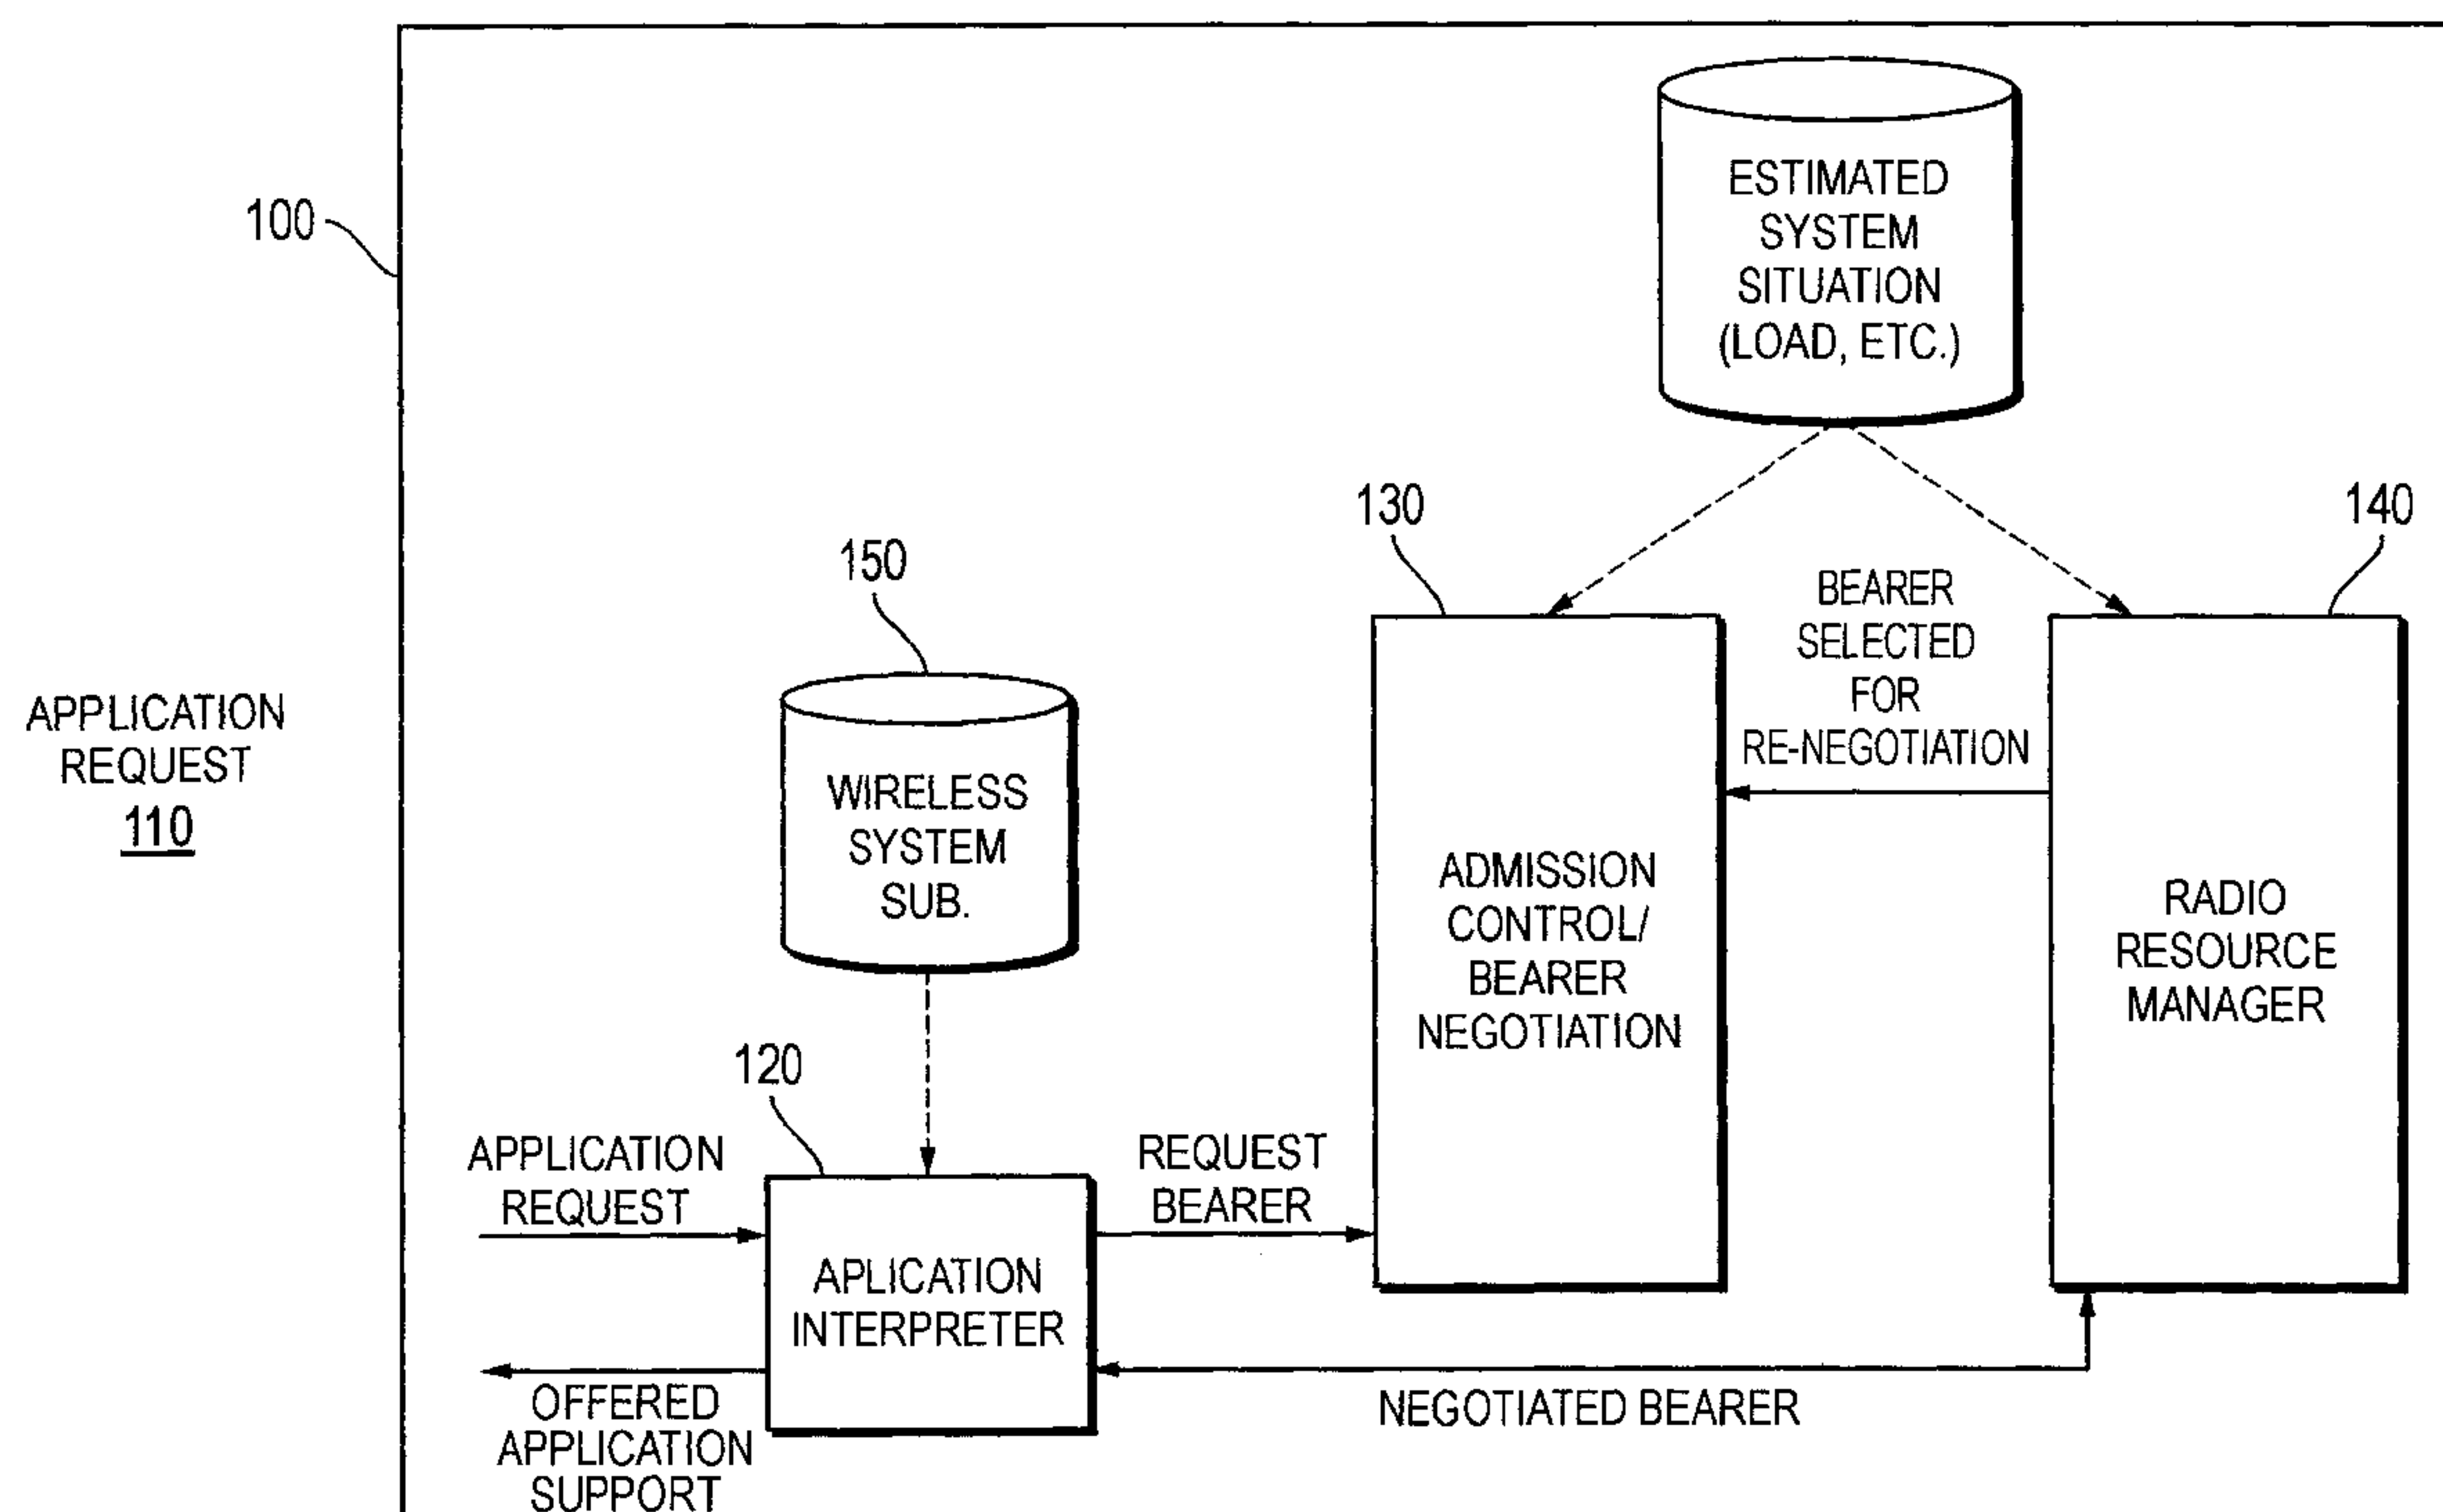 ESTIMATED
SYSTEM
SITUATION
(LOAD, ETC.)
100
130
140
150
BEARER
SELECTED
FOR
RE-NEGOTIATION
APPLICATION
REQUEST
110
WIRELESS
SYSTEM
SUB.
ADMISSION
CONTROL/
BEARER
NEGOTIATION
RADIO
RESOURCE
MANAGER
120
APPLICATION
REQUEST
REQUEST
BEARER
APLICATION
INTERPRETER
OFFERED
APPLICATION
SUPPORT
NEGOTIATED BEARER